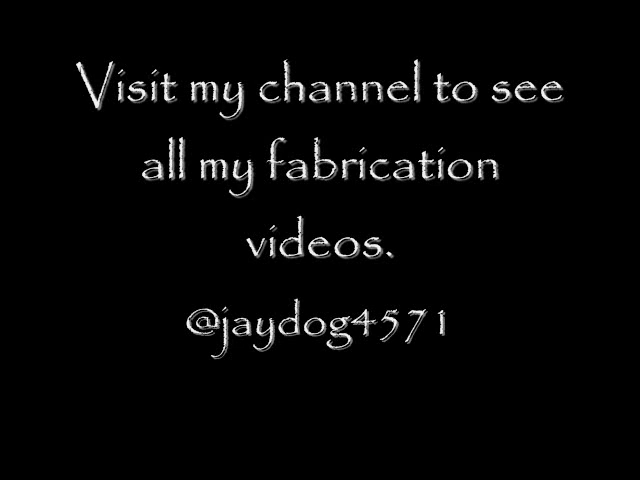 Visit my channel to see
all my fabrication
videos.
@jaydog4571